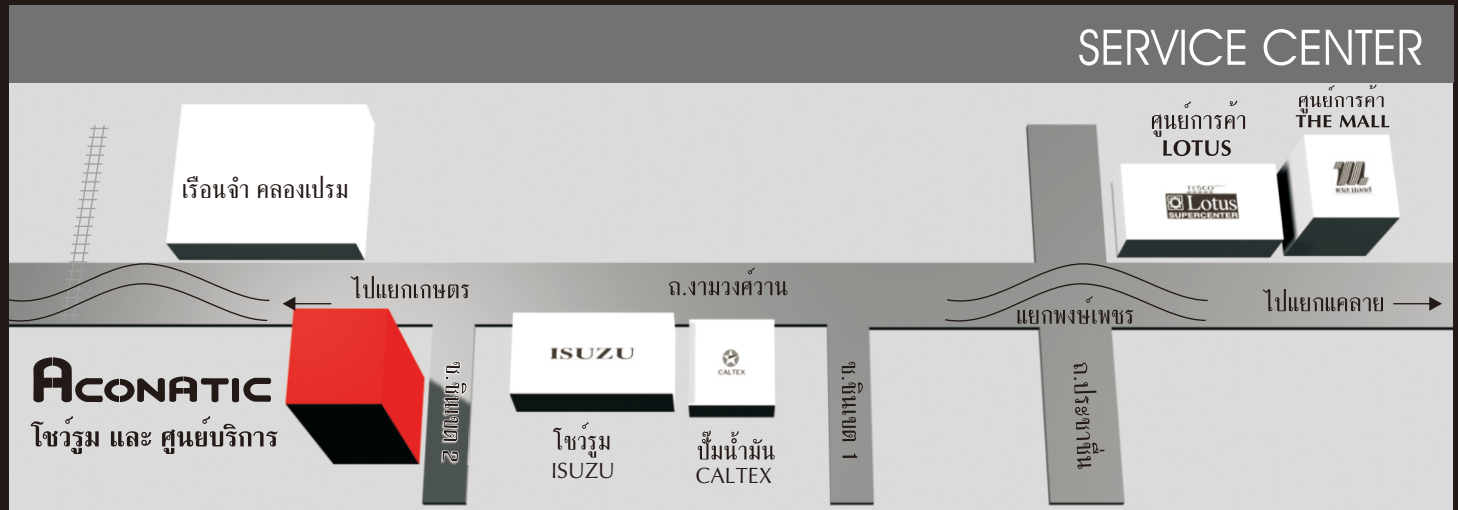 SERVICE CENTER
ศูนย์การค้า
THE MALL
ศูนย์การค้า
LOTUS
TESCO
Lotus
SUPERCENTER
เรือนจำ คลองเปรม
ไปแยกเกษตร
ถ.งามวงศ์วาน
แยกพงษ์เพชร
ไปแยกแคลาย
ACONATIC
โชว์รูม และ ศูนย์บริการ
ซ.ชินเขต 2
ISUZU
โชว์รูม
ISUZU
CALTEX
ปั๊มน้ำมัน
CALTEX
ซ.ชินเขต 1
ถ.ประชาชื่น